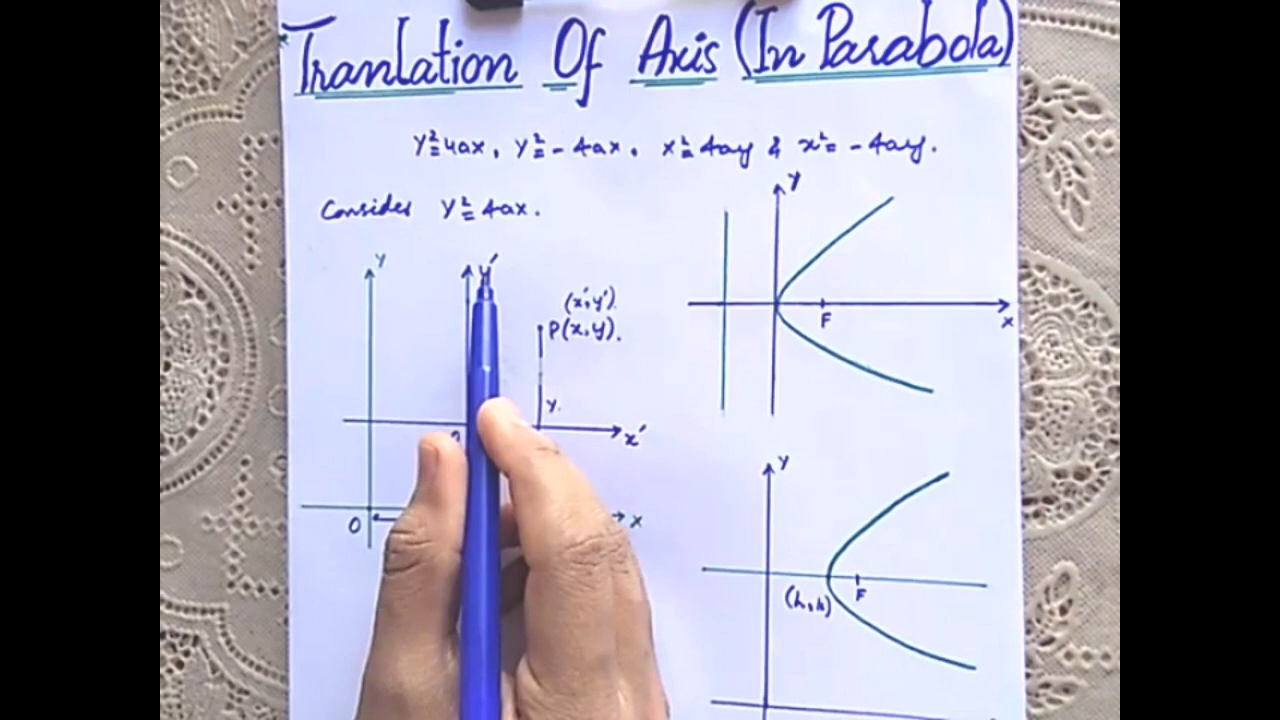 Tranlation Of Axis (In Parabola)
y²=4ax, y²=-4ax, x²=4ay & x²=-4ay.
Consider y²=4ax.
y
x
F
y
y'
(x', y').
P(x, y).
y.
x'
O
x
y
(h, k)
F
x